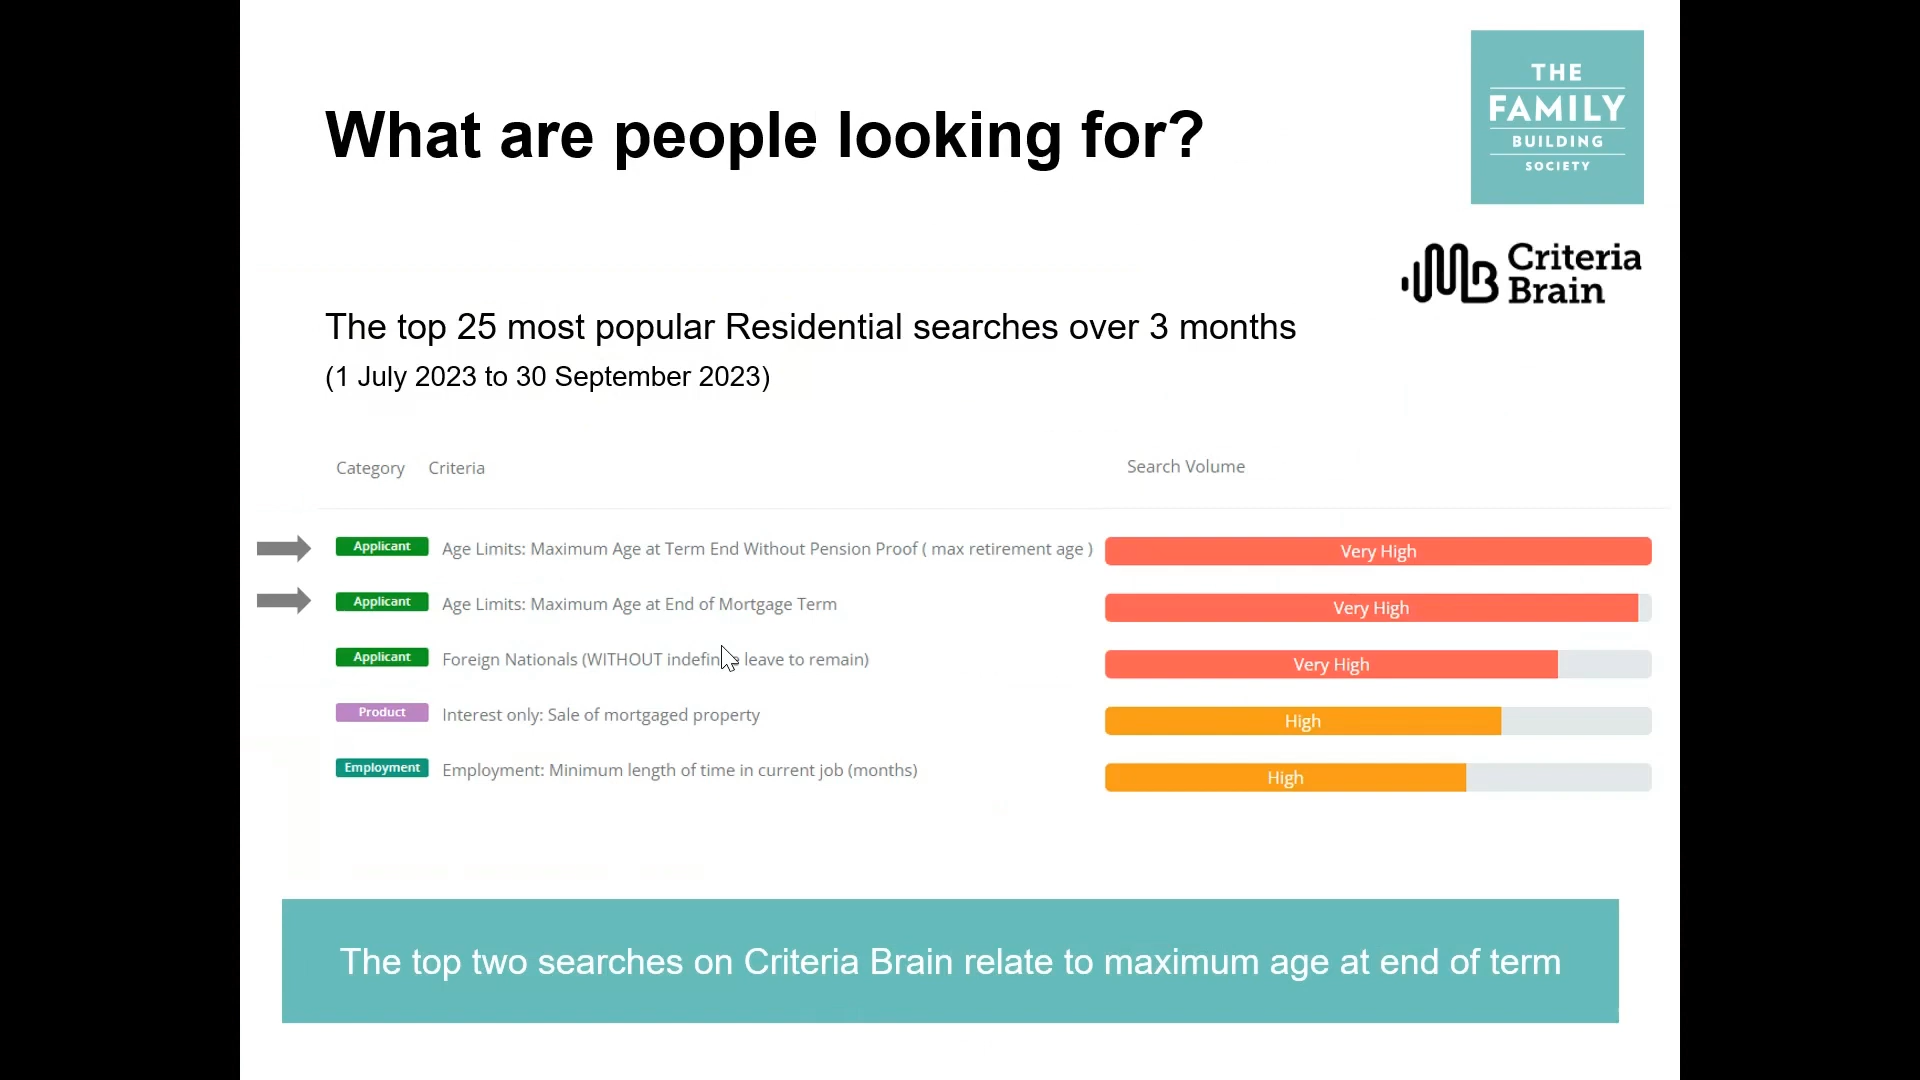 THE
FAMILY
BUILDING
SOCIETY
What are people looking for?
Criteria
Brain
The top 25 most popular Residential searches over 3 months
(1 July 2023 to 30 September 2023)
Category Criteria Search Volume
Applicant Age Limits: Maximum Age at Term End Without Pension Proof ( max retirement age ) Very High
Applicant Age Limits: Maximum Age at End of Mortgage Term Very High
Applicant Foreign Nationals (WITHOUT leave to remain) Very High
Product Interest only: Sale of mortgaged property High
Employment Employment: Minimum length of time in current job (months) High
The top two searches on Criteria Brain relate to maximum age at end of term